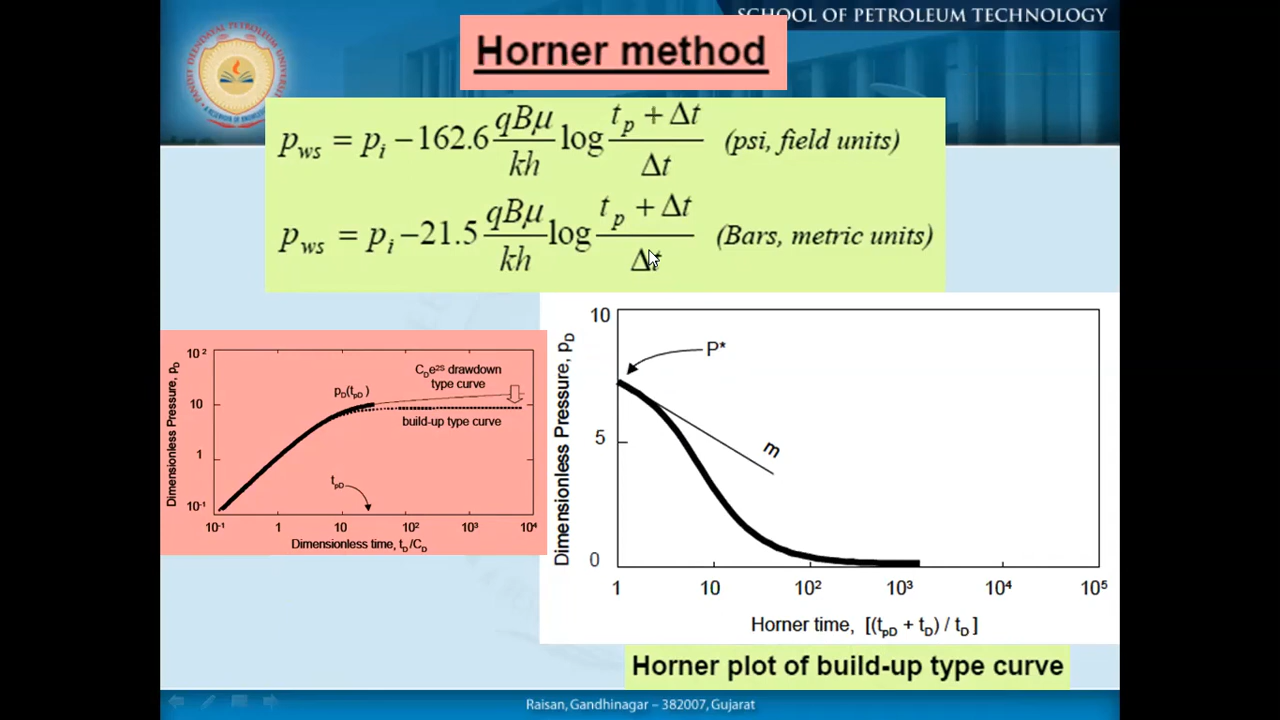 SCHOOL OF PETROLEUM TECHNOLOGY
Horner method
p_ws = p_i − 162.6 qBμ/kh log (t_p + Δt)/Δt (psi, field units)
p_ws = p_i − 21.5 qBμ/kh log (t_p + Δt)/Δt (Bars, metric units)
Dimensionless Pressure, p_D
10²
10
1
10⁻¹
C_D e^2S drawdown
type curve
p_D(t_pD)
build-up type curve
t_pD
10⁻¹ 1 10 10² 10³ 10⁴
Dimensionless time, t_D/C_D
Dimensionless Pressure, p_D
10
5
0
P*
m
1 10 10² 10³ 10⁴ 10⁵
Horner time, [(t_pD + t_D) / t_D]
Horner plot of build-up type curve
Raisan, Gandhinagar – 382007, Gujarat